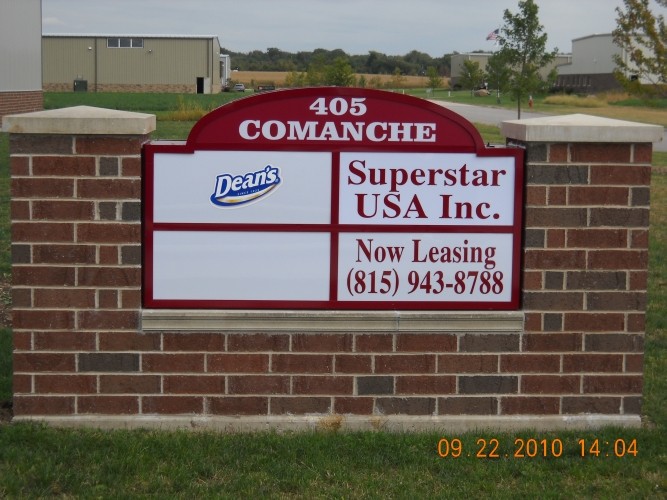 405
COMANCHE
Dean's
Superstar
USA Inc.
Now Leasing
(815) 943-8788
09.22.2010 14:04